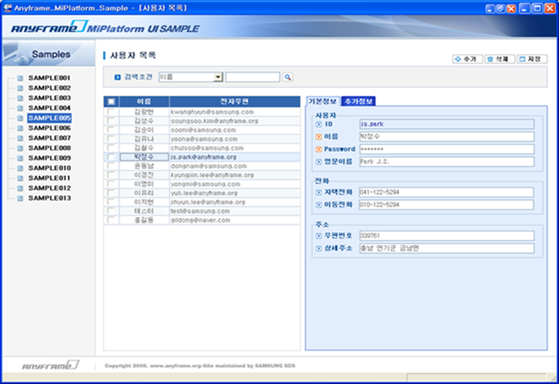 Anyframe_MiPlatform_Sample - [사용자 목록]
ANYFRAME MiPlatform UI SAMPLE
Samples
SAMPLE001
SAMPLE002
SAMPLE003
SAMPLE004
SAMPLE005
SAMPLE006
SAMPLE007
SAMPLE008
SAMPLE009
SAMPLE010
SAMPLE011
SAMPLE012
SAMPLE013
사용자 목록
추가 삭제 저장
검색조건 이름
이름 전자우편
김광현 kwanghyun@samsung.com
김성수 soungsoo.kim@anyframe.org
김순이 sooni@samsung.com
김유나 yoona@samsung.com
김철수 chulsoo@samsung.com
박정수 js.park@anyframe.org
윤동남 dongnam@samsung.com
이경진 kyungjin.lee@anyframe.org
이영미 yongmi@samsung.com
이유리 yuli.lee@anyframe.org
이지현 jihyun.lee@anyframe.org
테스터 test@samsung.com
홍길동 gildong@naver.com
기본정보 추가정보
사용자
ID js.park
이름 박정수
Password *******
영문이름 Park J.S.
전화
자택전화 041-122-5294
이동전화 010-122-5294
주소
우편번호 339761
상세주소 충남 연기군 금남면
ANYFRAME
Copyright 2009. www.anyframe.org-Site maintained by SAMSUNG SDS